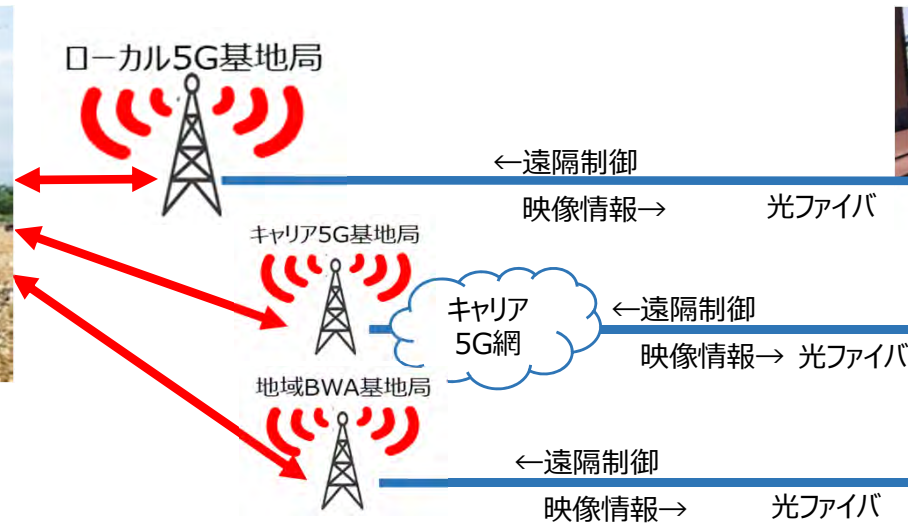 ローカル5G基地局
←遠隔制御
映像情報→ 光ファイバ
キャリア5G基地局
キャリア
5G網
←遠隔制御
映像情報→ 光ファイバ
地域BWA基地局
←遠隔制御
映像情報→ 光ファイバ